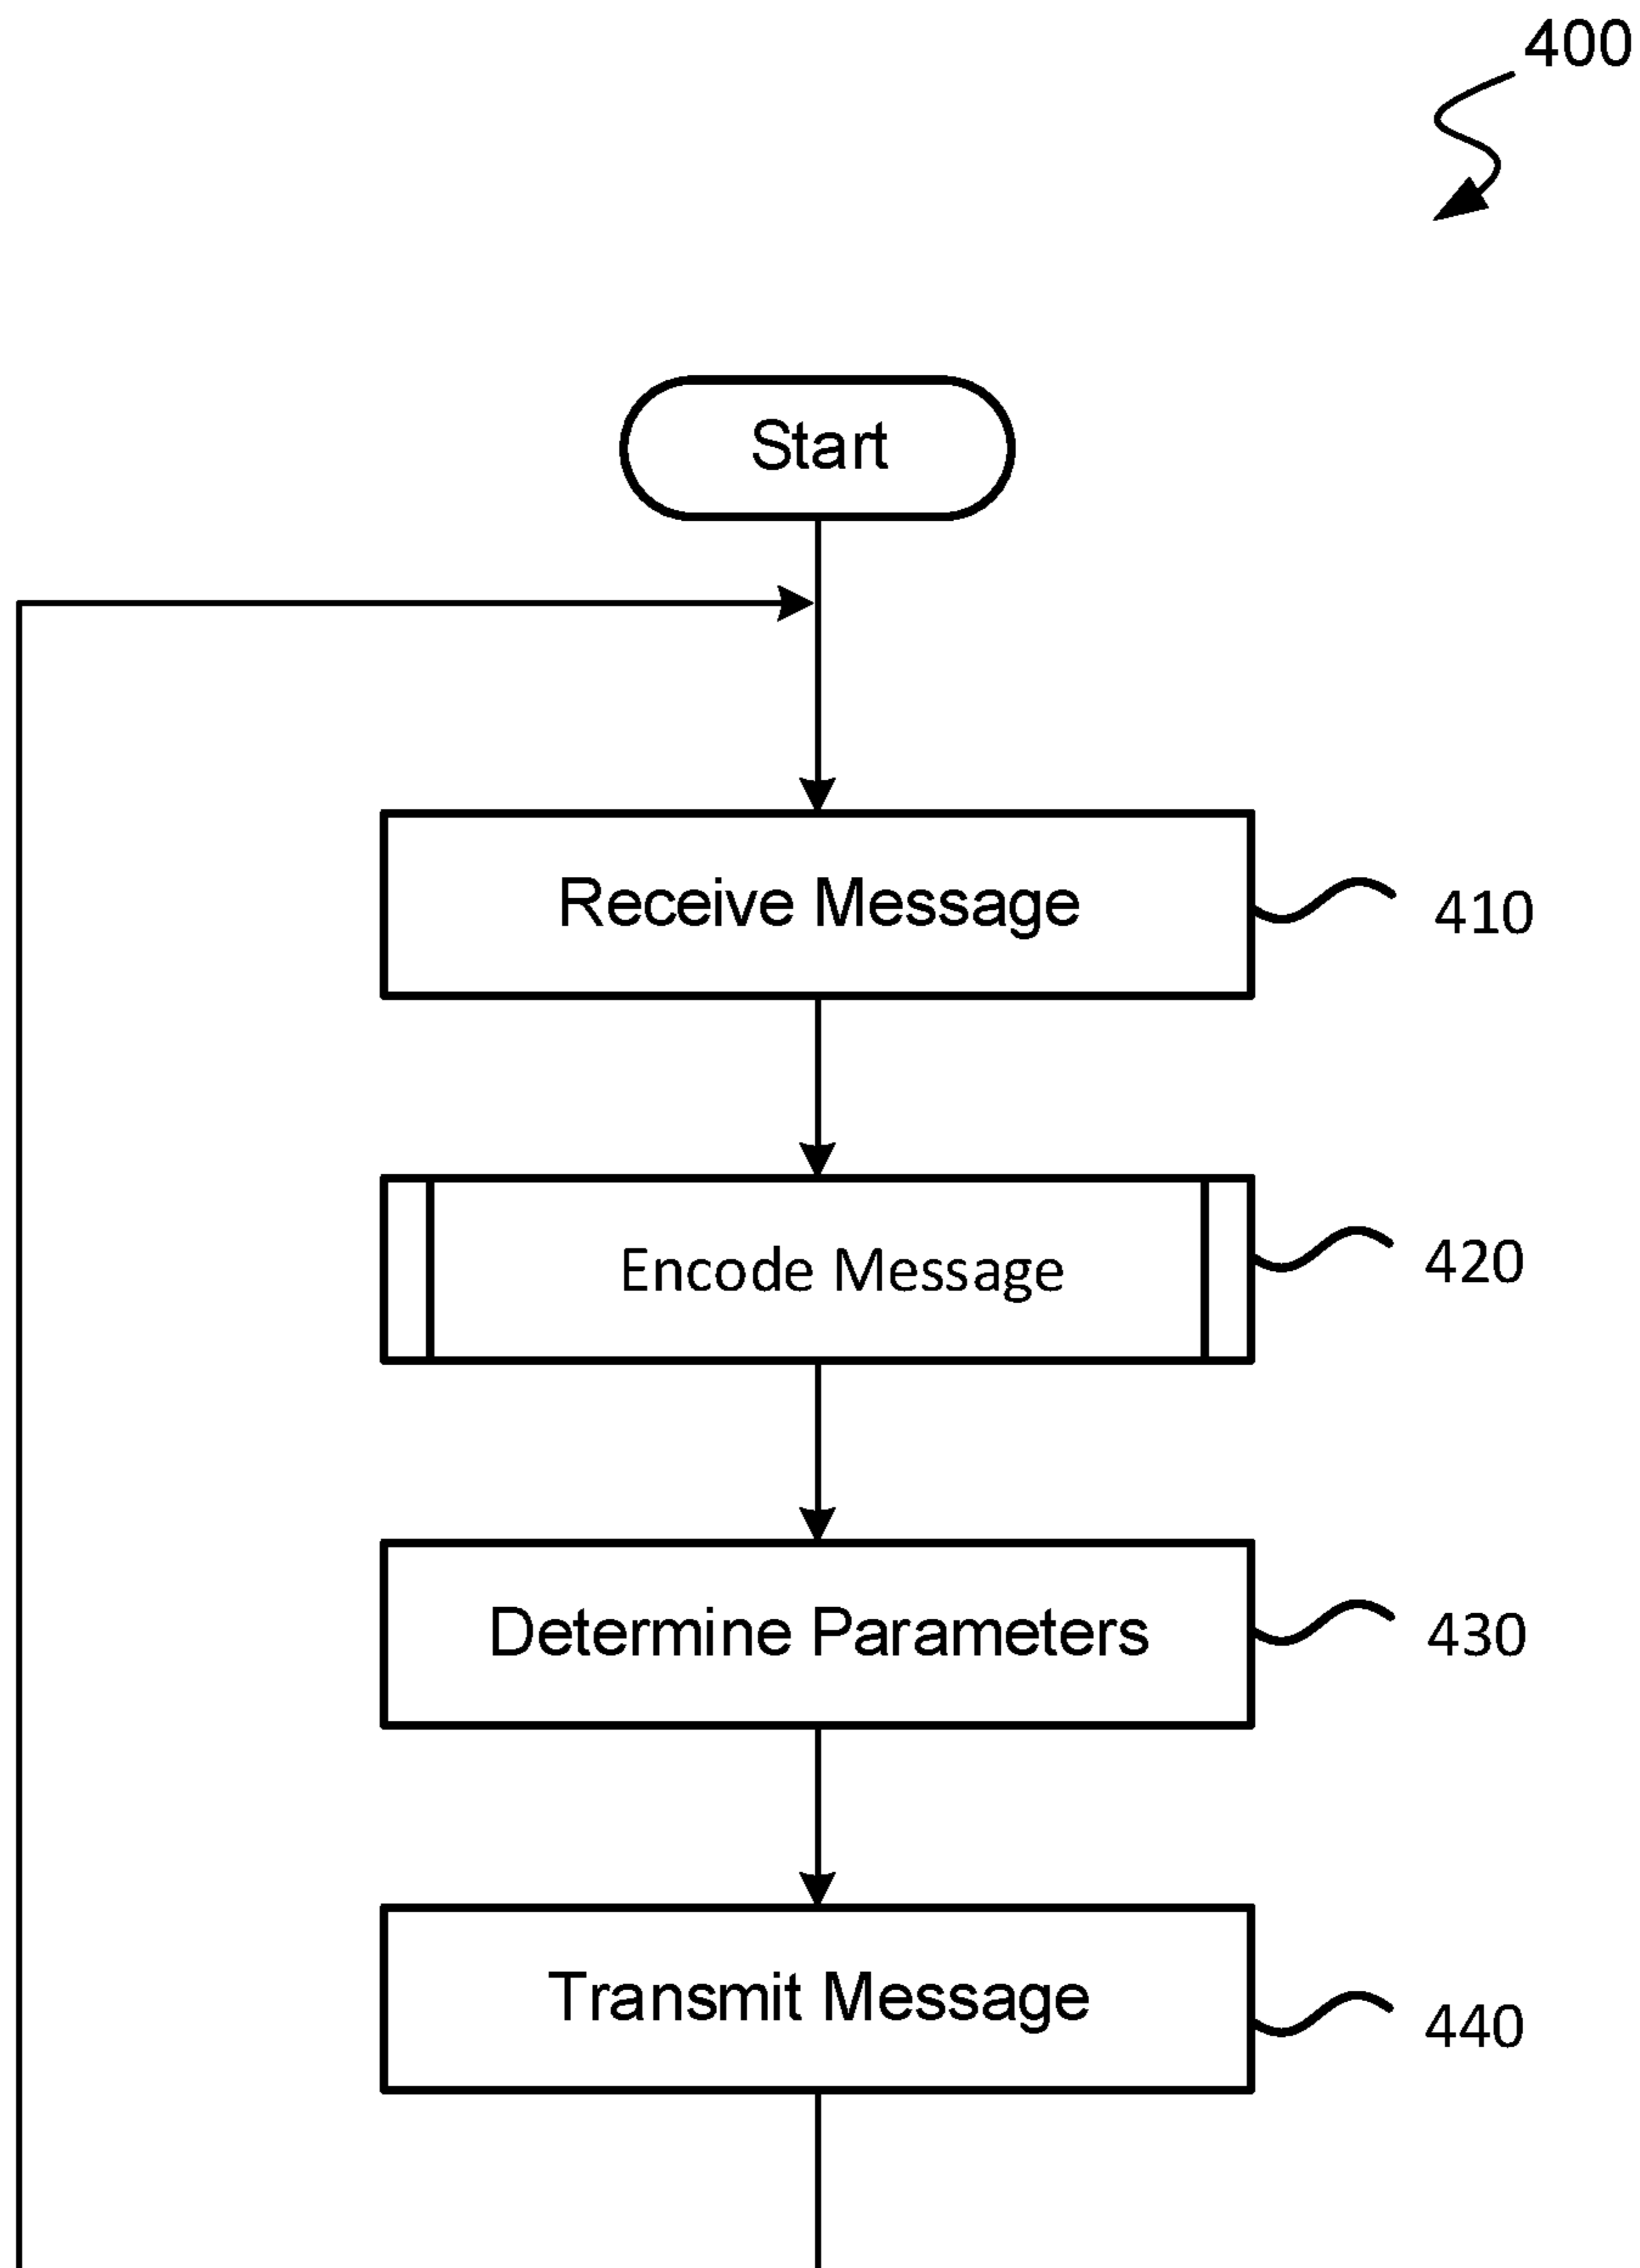 400
Start
Receive Message
410
Encode Message
420
Determine Parameters
430
Transmit Message
440